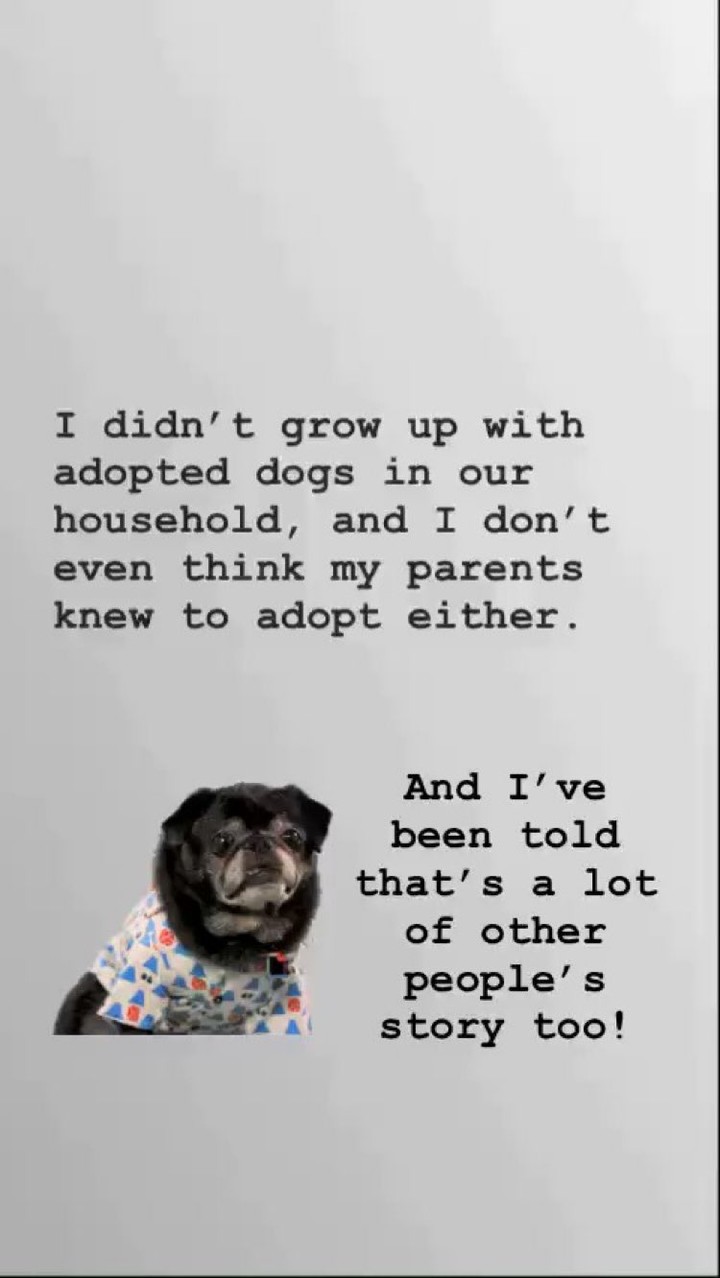 I didn’t grow up with
adopted dogs in our
household, and I don’t
even think my parents
knew to adopt either.
And I’ve
been told
that’s a lot
of other
people’s
story too!